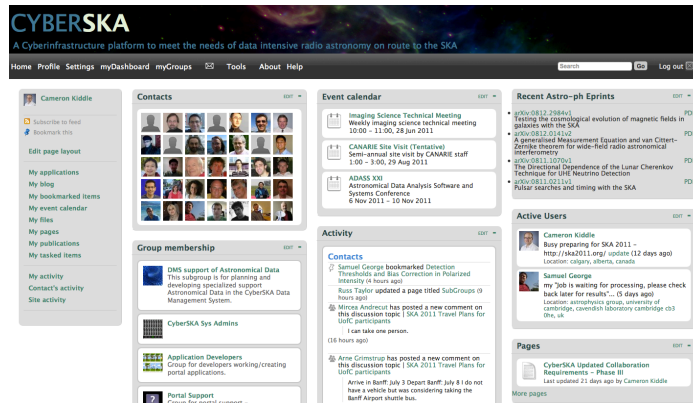 CYBERSKA
A Cyberinfrastructure platform to meet the needs of data intensive radio astronomy on route to the SKA
Home Profile Settings myDashboard myGroups Tools About Help Search Go Log out
Cameron Kiddle
Subscribe to feed
Bookmark this
Edit page layout
My applications
My blog
My bookmarked items
My event calendar
My files
My pages
My publications
My tasked items
My activity
Contact's activity
Site activity
Contacts EDIT
Group membership EDIT
DMS support of Astronomical Data
This subgroup is for planning and
developing specialized support
Astronomical Data in the CyberSKA Data
Management System.
CyberSKA Sys Admins
Application Developers
Group for developers working/creating
portal applications.
Portal Support
Group for portal support -
Event calendar EDIT
Imaging Science Technical Meeting
Weekly imaging science technical meeting
10:00 - 11:00, 28 Jun 2011
CANARIE Site Visit (Tentative)
Semi-annual site visit by CANARIE staff
1:00 - 3:00, 29 Aug 2011
ADASS XXI
Astronomical Data Analysis Software and
Systems Conference
6 Nov 2011 - 10 Nov 2011
Activity EDIT
Contacts
Samuel George bookmarked Detection
Thresholds and Bias Correction in Polarized
Intensity (4 hours ago)
Russ Taylor updated a page titled SubGroups (9
hours ago)
Mircea Andrecut has posted a new comment on
this discussion topic | SKA 2011 Travel Plans for
UofC participants
I can take one person.
(16 hours ago)
Arne Grimstrup has posted a new comment on
this discussion topic | SKA 2011 Travel Plans for
UofC participants
Arrive in Banff: July 3 Depart Banff: July 8 I do not
have a vehicle but was considering taking the
Banff Airport shuttle bus.
Recent Astro-ph Eprints EDIT
arXiv:0812.2984v1 PD
Testing the cosmological evolution of magnetic fields in
galaxies with the SKA
arXiv:0812.0141v2 PD
A generalised Measurement Equation and van Cittert-
Zernike theorem for wide-field radio astronomical
interferometry
arXiv:0811.1070v1 PD
The Directional Dependence of the Lunar Cherenkov
Technique for UHE Neutrino Detection
arXiv:0811.0211v1 PD
Pulsar searches and timing with the SKA
Active Users EDIT
Cameron Kiddle
Busy preparing for SKA 2011 -
http://ska2011.org/ update (12 days ago)
Location: calgary, alberta, canada
Samuel George
my "Job is waiting for processing, please check
back later for results"... (5 days ago)
Location: astrophysics group, university of
cambridge, cavendish laboratory cambridge cb3
0he, uk
Pages EDIT
CyberSKA Updated Collaboration
Requirements - Phase III
Last updated 21 days ago by Cameron Kiddle
More pages